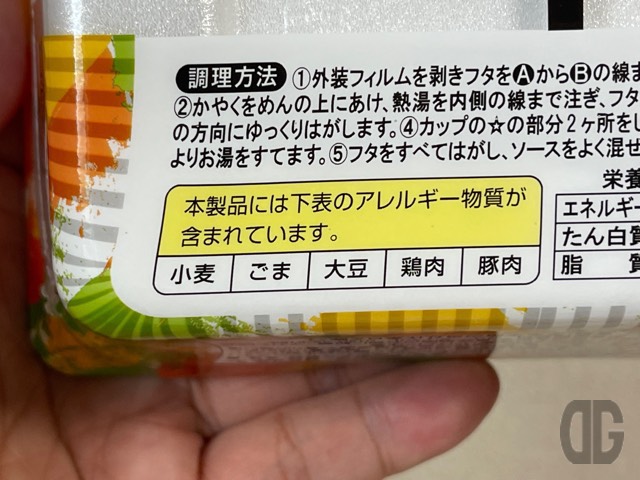 調理方法 ①外装フィルムを剥きフタをⒶからⒷの線ま
②かやくをめんの上にあけ、熱湯を内側の線まで注ぎ、フタ
の方向にゆっくりはがします。④カップの☆の部分2ヶ所をし
よりお湯をすてます。⑤フタをすべてはがし、ソースをよく混ぜ
本製品には下表のアレルギー物質が
含まれています。
小麦 ごま 大豆 鶏肉 豚肉
栄養
エネルギー
たん白質
脂 質
DG